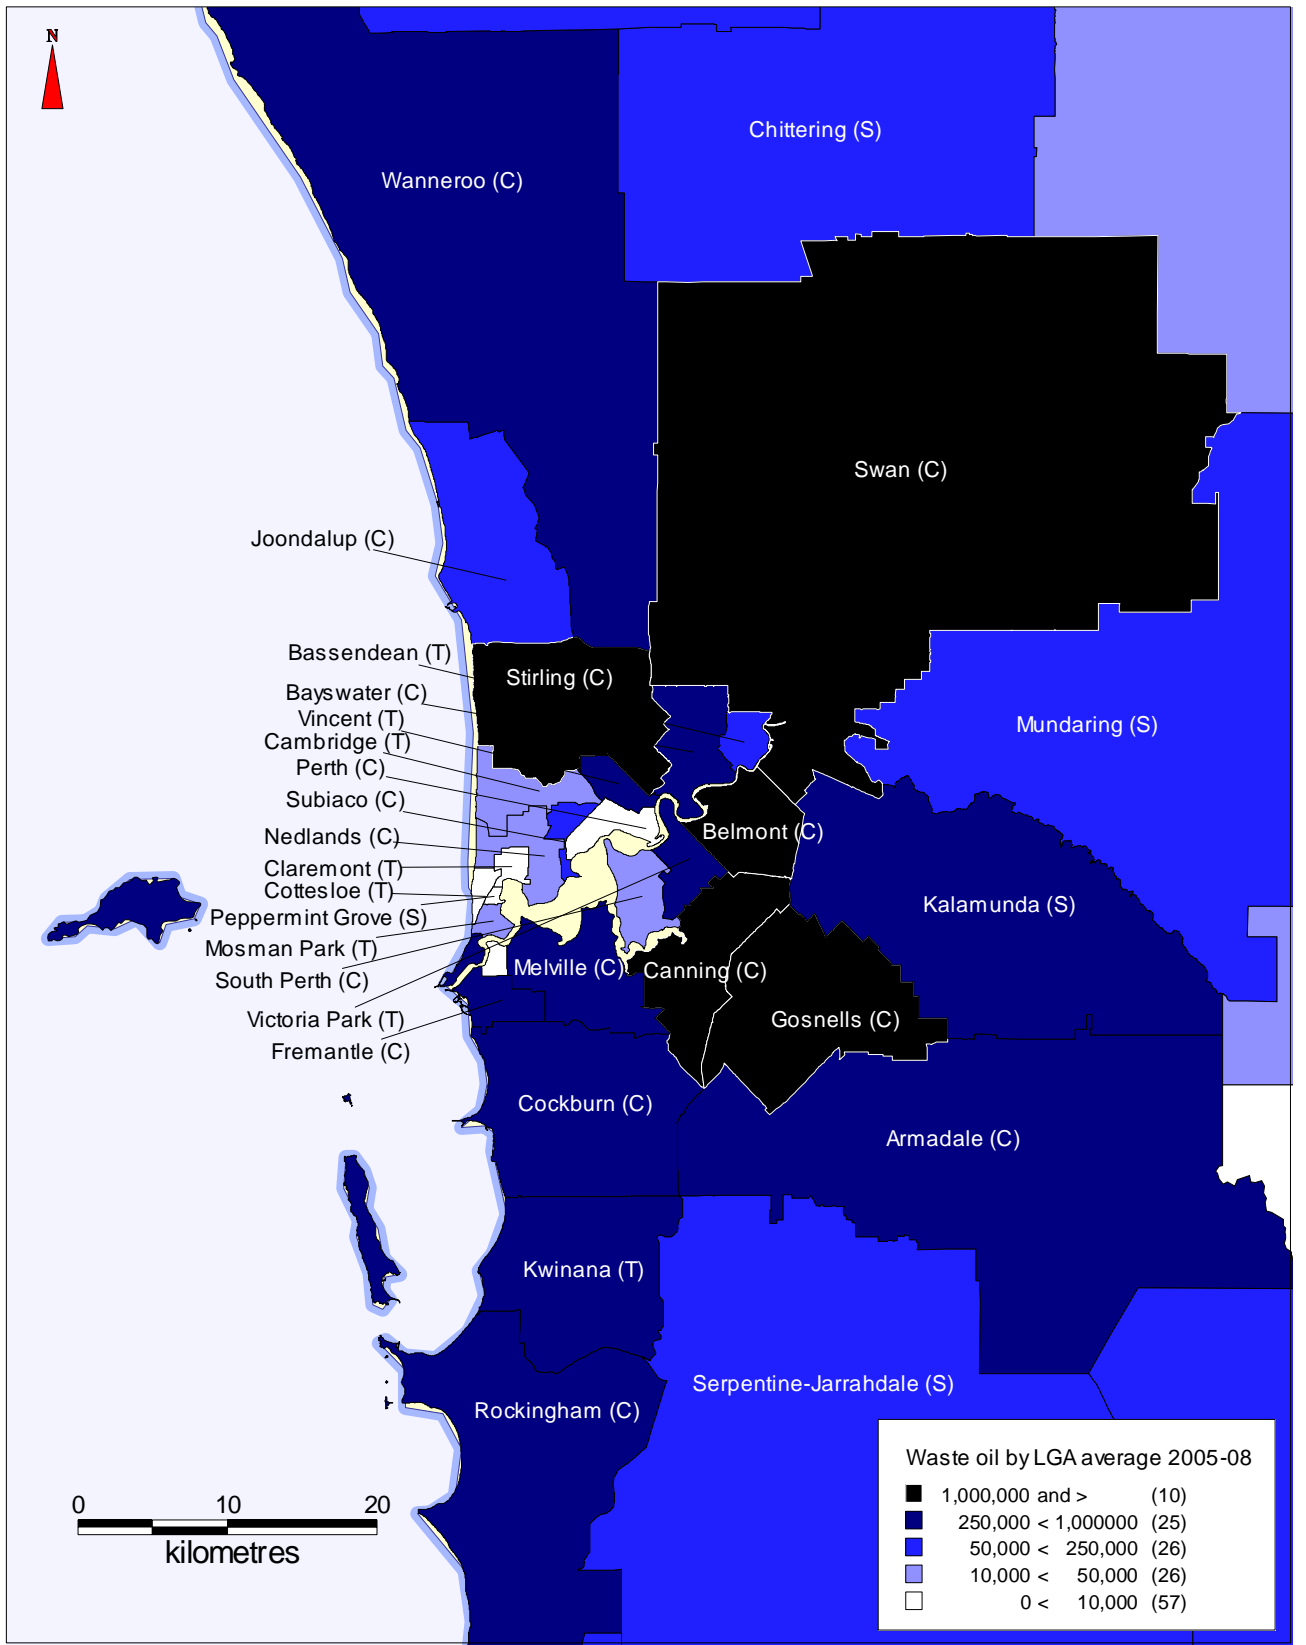 N
Chittering (S)
Wanneroo (C)
Swan (C)
Joondalup (C)
Bassendean (T)
Stirling (C)
Bayswater (C)
Vincent (T)
Mundaring (S)
Cambridge (T)
Perth (C)
Subiaco (C)
Belmont (C)
Nedlands (C)
Claremont (T)
Cottesloe (T)
Kalamunda (S)
Peppermint Grove (S)
Mosman Park (T)
Melville (C)
Canning (C)
South Perth (C)
Victoria Park (T)
Gosnells (C)
Fremantle (C)
Cockburn (C)
Armadale (C)
Kwinana (T)
Serpentine-Jarrahdale (S)
Rockingham (C)
Waste oil by LGA average 2005-08
1,000,000 and > (10)
250,000 < 1,000000 (25)
50,000 < 250,000 (26)
10,000 < 50,000 (26)
0 < 10,000 (57)
0 10 20
kilometres